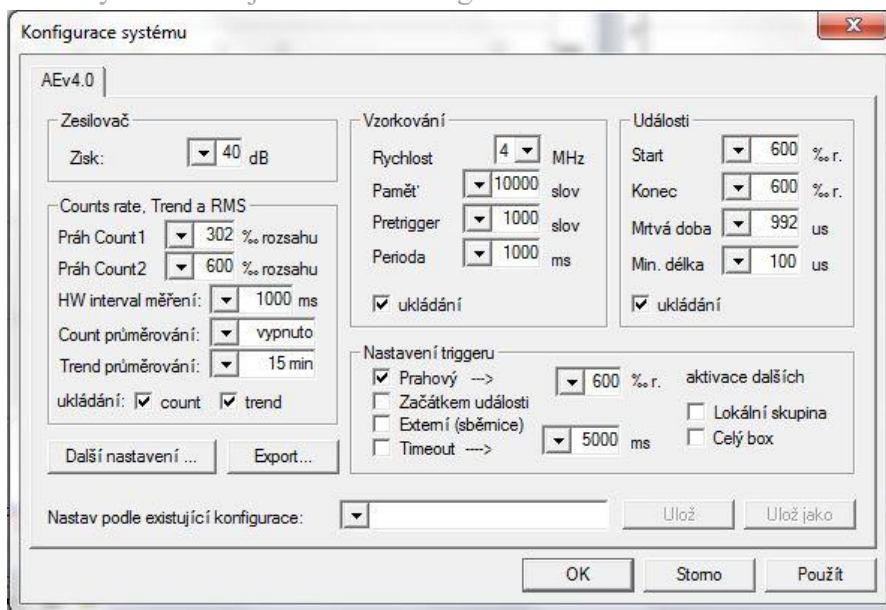 Konfigurace systému
AEv4.0
Zesilovač
Zisk: 40 dB
Counts rate, Trend a RMS
Práh Count1 302 ‰ rozsahu
Práh Count2 600 ‰ rozsahu
HW interval měření: 1000 ms
Count průměrování: vypnuto
Trend průměrování: 15 min
ukládání: count trend
Další nastavení ... Export...
Vzorkování
Rychlost 4 MHz
Paměť 10000 slov
Pretrigger 1000 slov
Perioda 1000 ms
ukládání
Události
Start 600 ‰ r.
Konec 600 ‰ r.
Mrtvá doba 992 us
Min. délka 100 us
ukládání
Nastavení triggeru
Prahový ---> 600 ‰ r.
Začátkem události
Externí (sběrnice)
Timeout ----> 5000 ms
aktivace dalších
Lokální skupina
Celý box
Nastav podle existující konfigurace: Ulož Ulož jako
OK Storno Použít